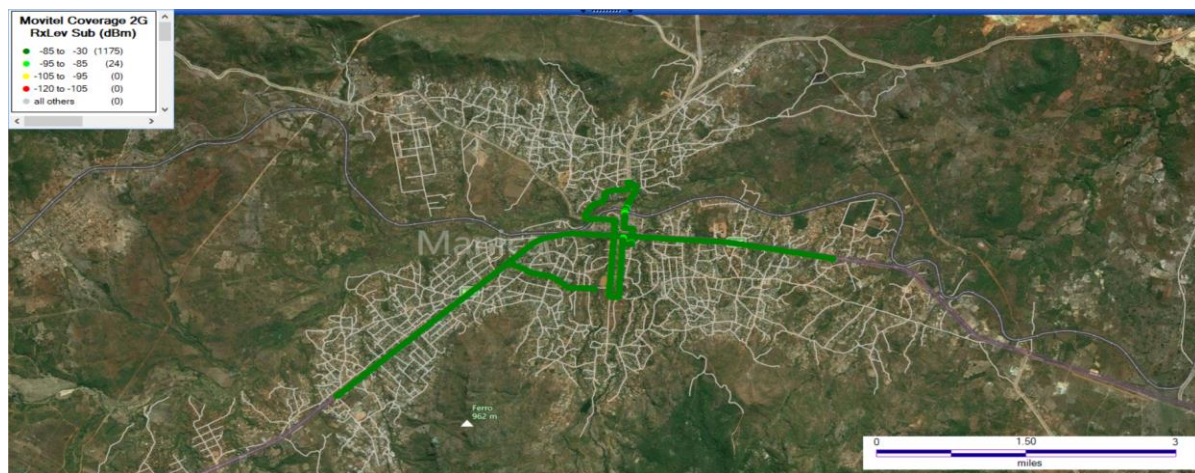 Movitel Coverage 2G
RxLev Sub (dBm)
-85 to -30 (1175)
-95 to -85 (24)
-105 to -95 (0)
-120 to -105 (0)
all others (0)
Ferro
962 m
0 1.50 3
miles